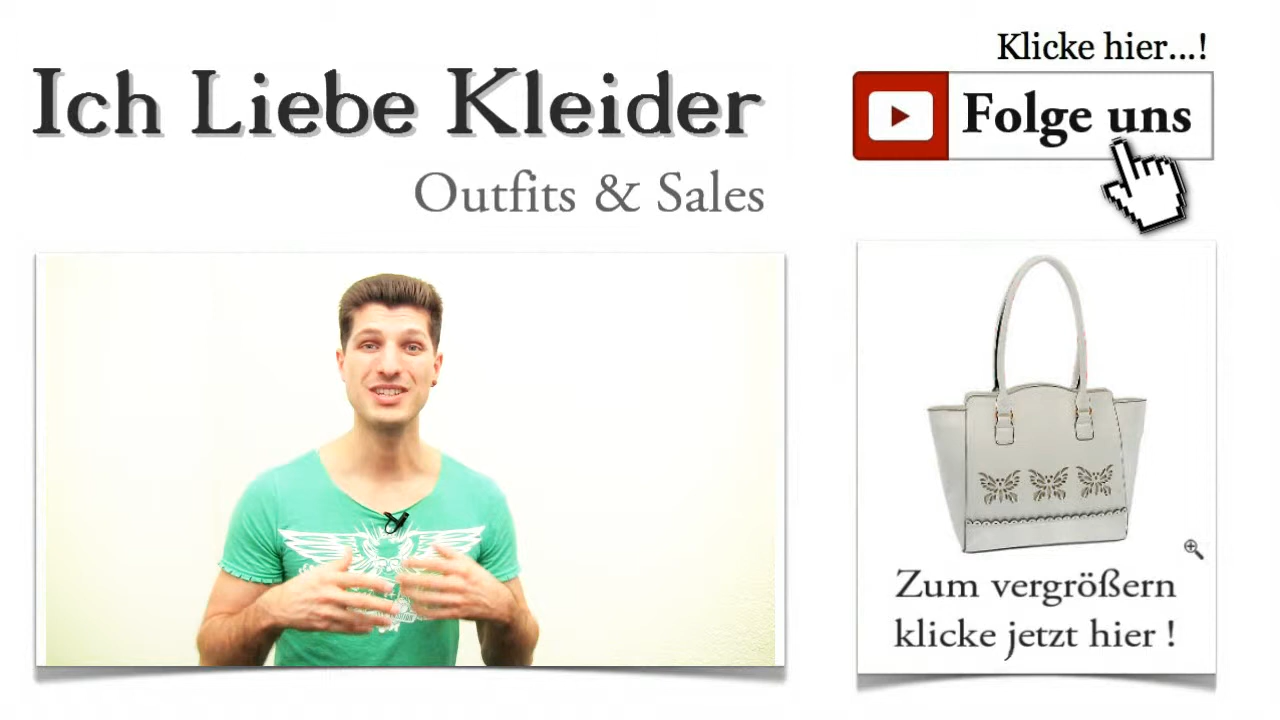 Ich Liebe Kleider
Outfits & Sales
Klicke hier...!
Folge uns
Zum vergrößern
klicke jetzt hier !